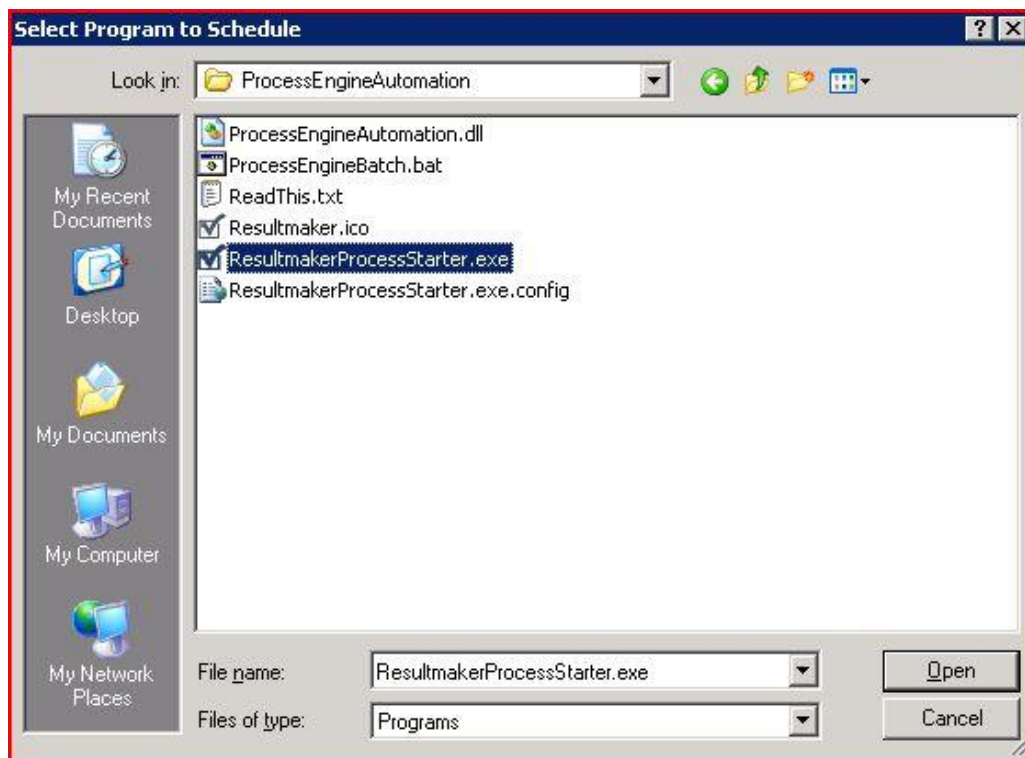 Select Program to Schedule
Look in: ProcessEngineAutomation
My Recent Documents
Desktop
My Documents
My Computer
My Network Places
ProcessEngineAutomation.dll
ProcessEngineBatch.bat
ReadThis.txt
Resultmaker.ico
ResultmakerProcessStarter.exe
ResultmakerProcessStarter.exe.config
File name: ResultmakerProcessStarter.exe Open
Files of type: Programs Cancel